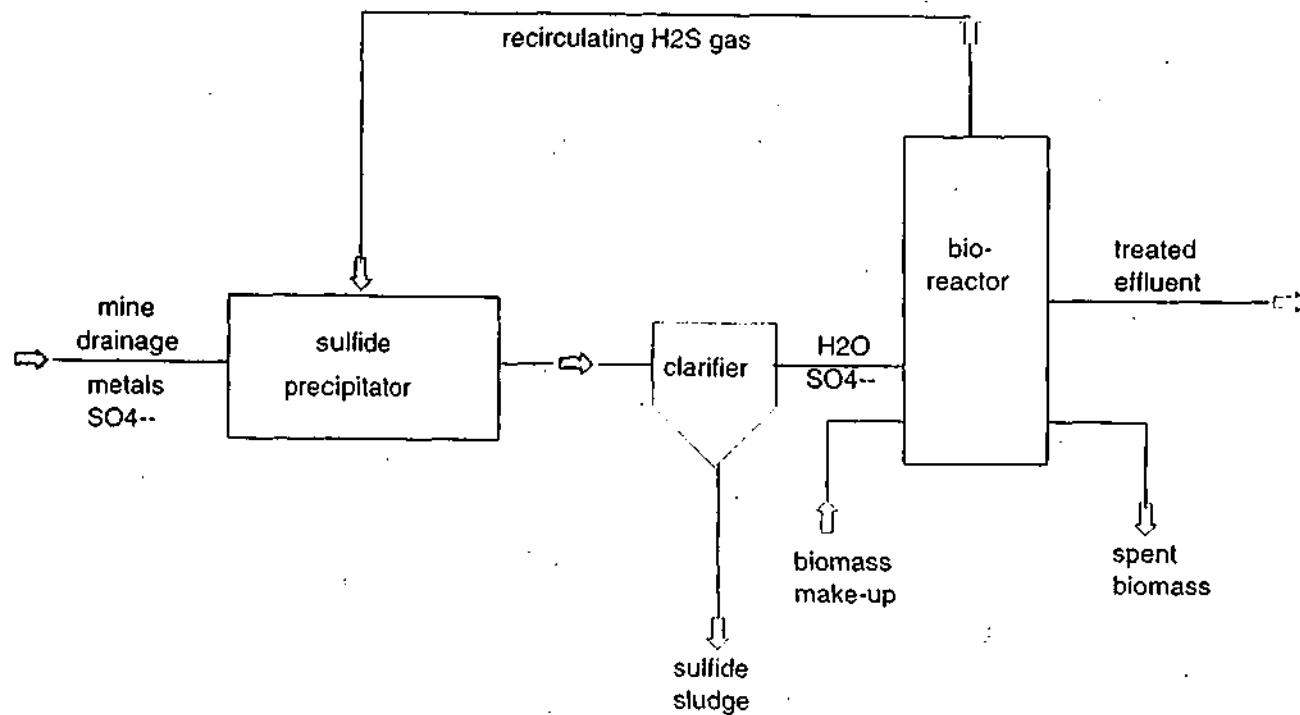 recirculating H2S gas
mine
drainage
metals
SO4--
sulfide
precipitator
clarifier
H2O
SO4--
bio-
reactor
treated
effluent
biomass
make-up
spent
biomass
sulfide
sludge